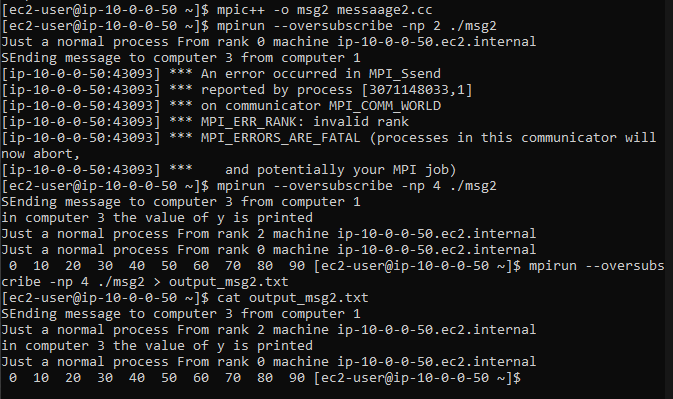 [ec2-user@ip-10-0-0-50 ~]$ mpic++ -o msg2 messaage2.cc
[ec2-user@ip-10-0-0-50 ~]$ mpirun --oversubscribe -np 2 ./msg2
Just a normal process From rank 0 machine ip-10-0-0-50.ec2.internal
SEnding message to computer 3 from computer 1
[ip-10-0-0-50:43093] *** An error occurred in MPI_Ssend
[ip-10-0-0-50:43093] *** reported by process [3071148033,1]
[ip-10-0-0-50:43093] *** on communicator MPI_COMM_WORLD
[ip-10-0-0-50:43093] *** MPI_ERR_RANK: invalid rank
[ip-10-0-0-50:43093] *** MPI_ERRORS_ARE_FATAL (processes in this communicator will
now abort,
[ip-10-0-0-50:43093] ***    and potentially your MPI job)
[ec2-user@ip-10-0-0-50 ~]$ mpirun --oversubscribe -np 4 ./msg2
SEnding message to computer 3 from computer 1
in computer 3 the value of y is printed
Just a normal process From rank 2 machine ip-10-0-0-50.ec2.internal
Just a normal process From rank 0 machine ip-10-0-0-50.ec2.internal
 0  10  20  30  40  50  60  70  80  90 [ec2-user@ip-10-0-0-50 ~]$ mpirun --oversubs
cribe -np 4 ./msg2 > output_msg2.txt
[ec2-user@ip-10-0-0-50 ~]$ cat output_msg2.txt
SEnding message to computer 3 from computer 1
Just a normal process From rank 2 machine ip-10-0-0-50.ec2.internal
in computer 3 the value of y is printed
Just a normal process From rank 0 machine ip-10-0-0-50.ec2.internal
 0  10  20  30  40  50  60  70  80  90 [ec2-user@ip-10-0-0-50 ~]$